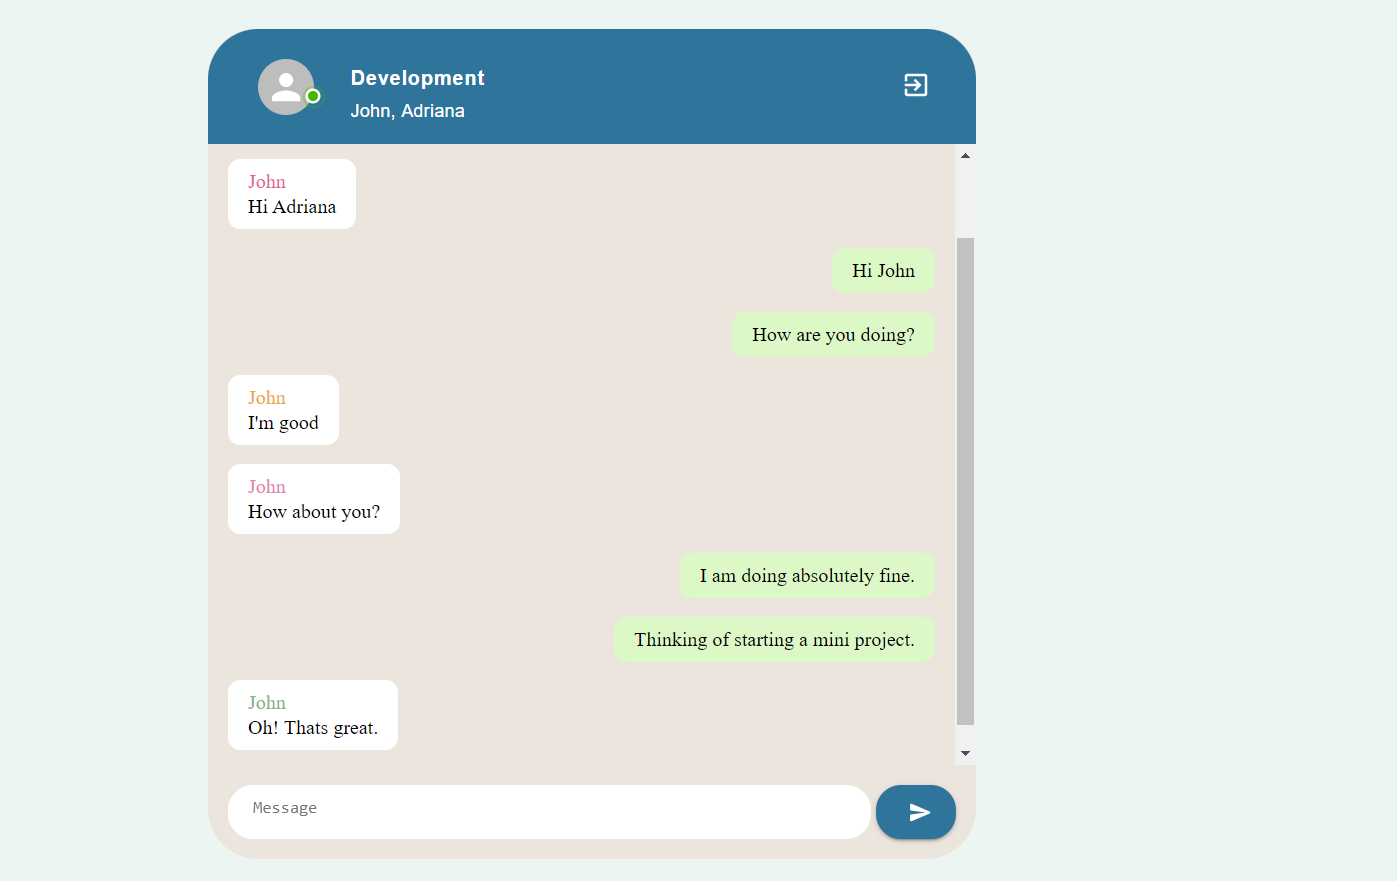 Development
John, Adriana
John
Hi Adriana
Hi John
How are you doing?
John
I'm good
John
How about you?
I am doing absolutely fine.
Thinking of starting a mini project.
John
Oh! Thats great.
Message